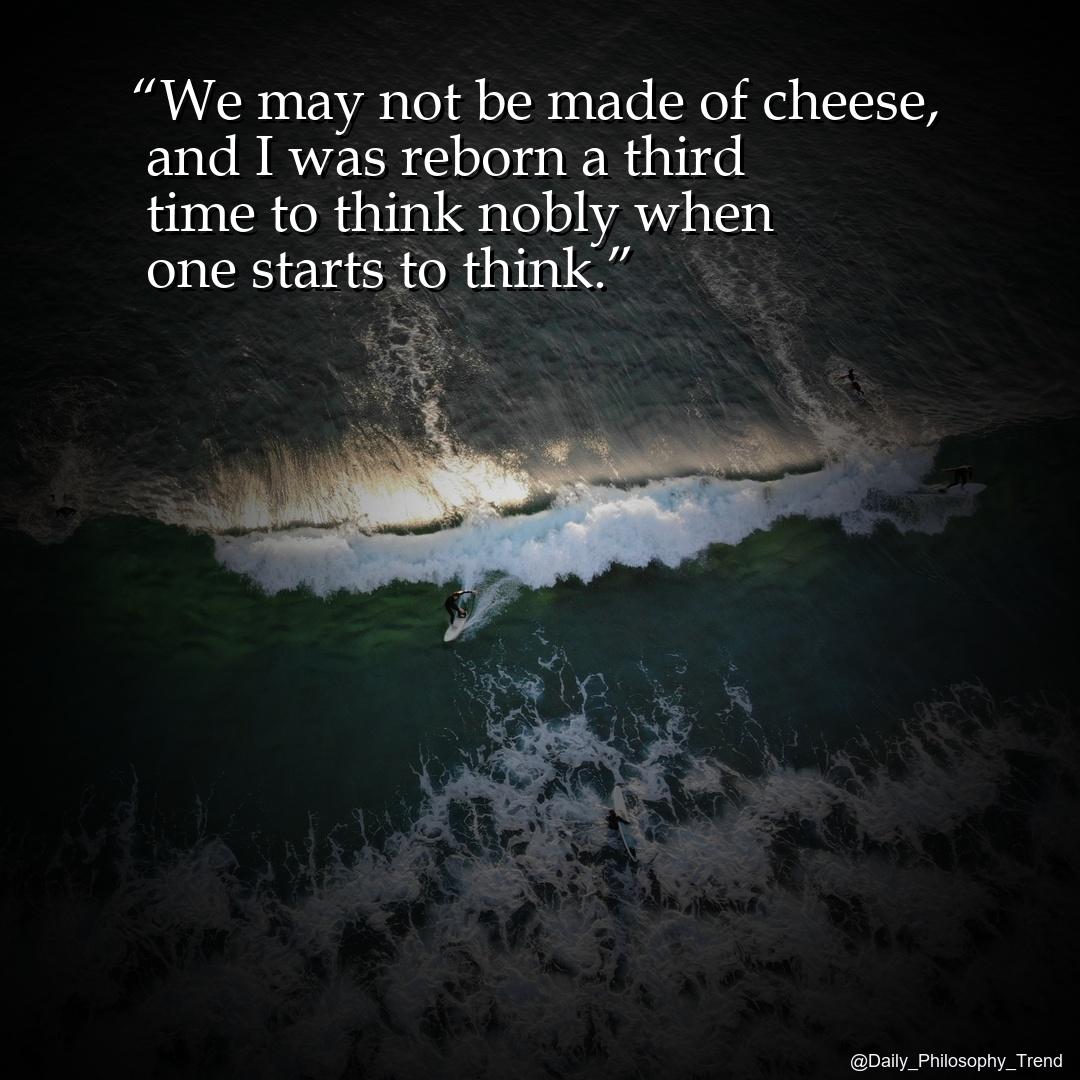 “We may not be made of cheese,
and I was reborn a third
time to think nobly when
one starts to think.”
@Daily_Philosophy_Trend